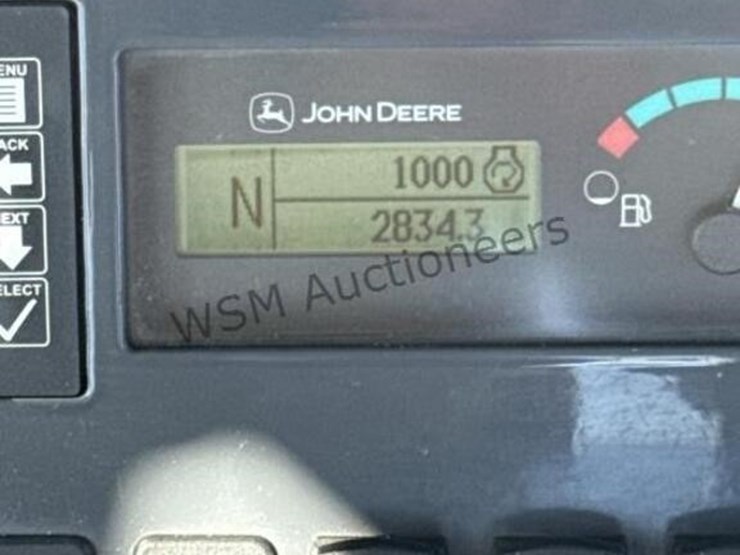 ENU
ACK
EXT
ELECT
JOHN DEERE
N
1000
2834.3
WSM Auctioneers